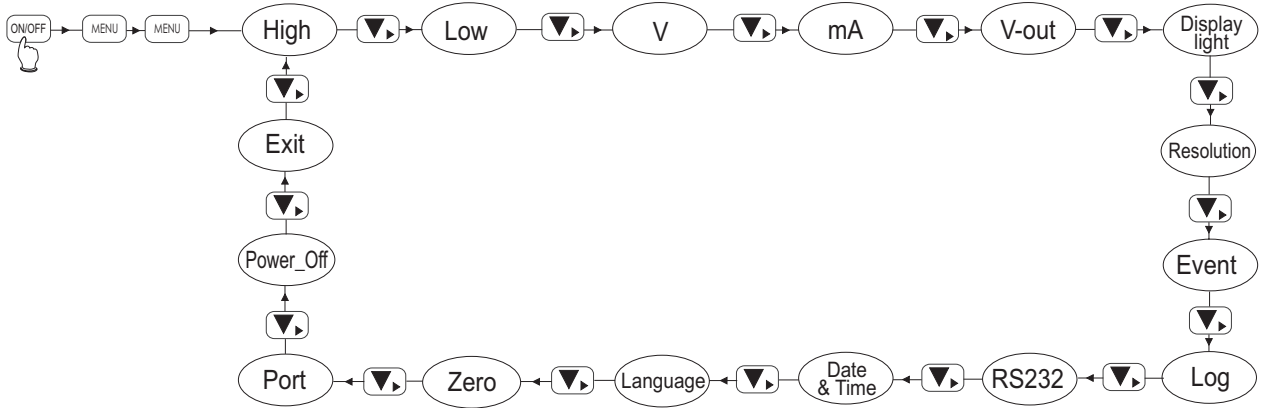 ON/OFF
MENU
MENU
High
Low
V
mA
V-out
Display
light
Resolution
Event
Log
RS232
Date
& Time
Language
Zero
Port
Power_Off
Exit